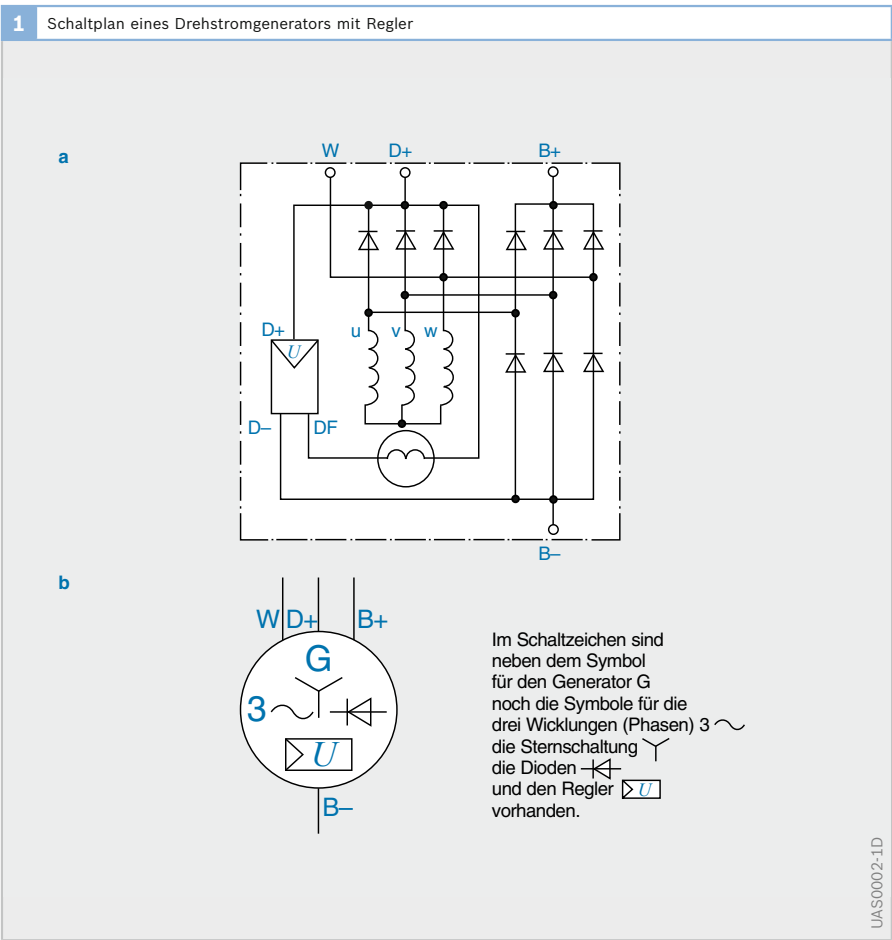 1 Schaltplan eines Drehstromgenerators mit Regler
a
W D+ B+
D+
U
u v w
D– DF
B–
b
W D+ B+
G
3
U
B–
Im Schaltzeichen sind
neben dem Symbol
für den Generator G
noch die Symbole für die
drei Wicklungen (Phasen) 3
die Sternschaltung
die Dioden
und den Regler U
vorhanden.
UAS0002-1D